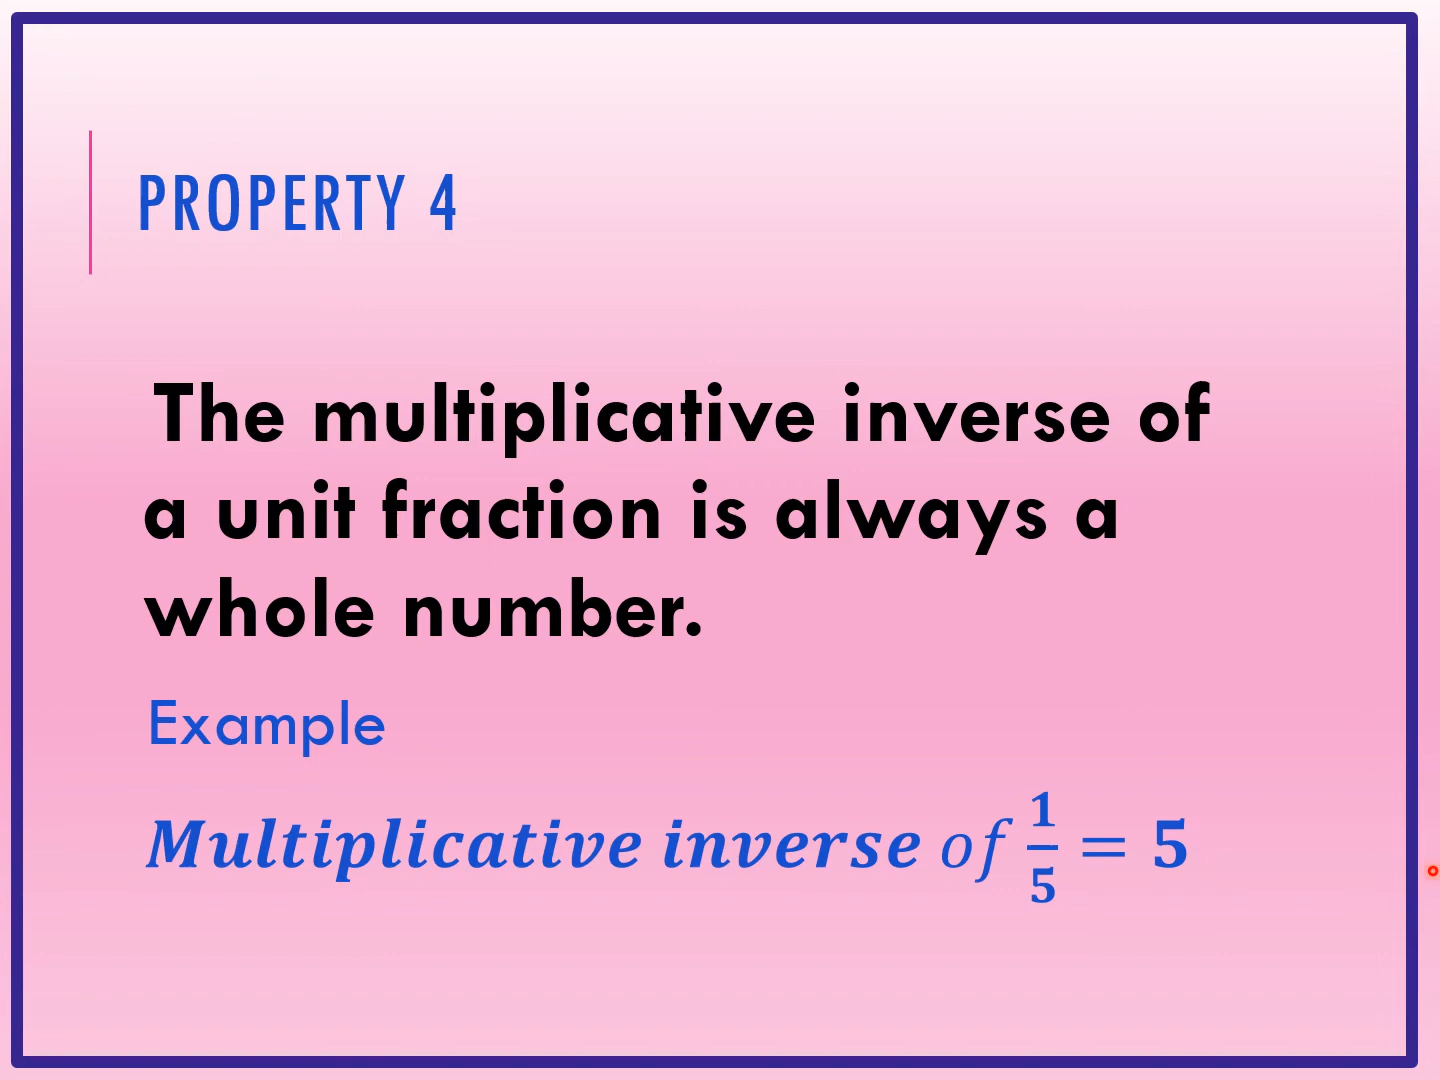 PROPERTY 4
The multiplicative inverse of
a unit fraction is always a
whole number.
Example
Multiplicative inverse of 1/5 = 5